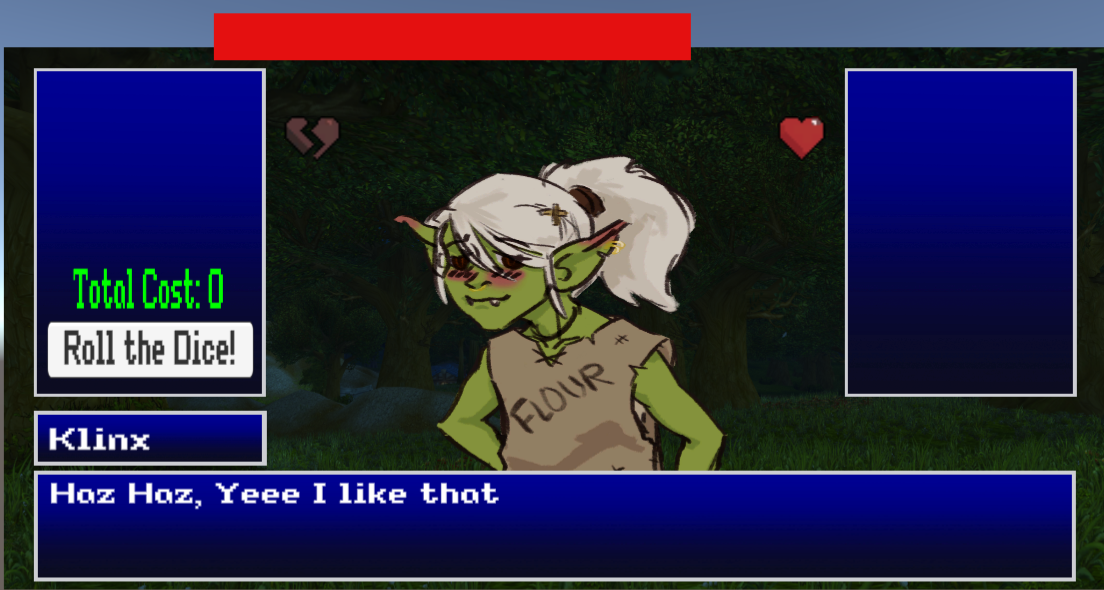 Total Cost: 0
Roll the Dice!
FLOUR
Klinx
Haz Haz, Yeee I like that